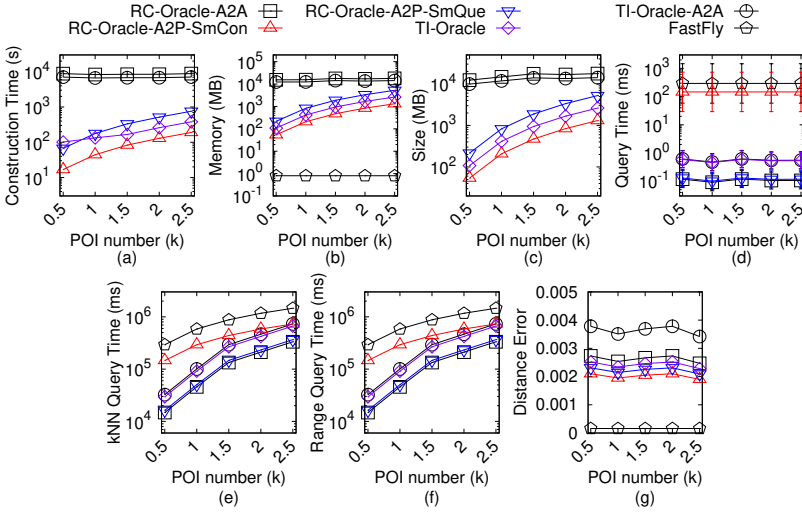 RC-Oracle-A2A RC-Oracle-A2P-SmQue TI-Oracle-A2A
RC-Oracle-A2P-SmCon TI-Oracle FastFly
Construction Time (s)
10^4
10^3
10^2
10^1
0.5 1 1.5 2 2.5
POI number (k)
(a)
Memory (MB)
10^5
10^4
10^3
10^2
10^1
10^0
10^-1
0.5 1 1.5 2 2.5
POI number (k)
(b)
Size (MB)
10^4
10^3
10^2
0.5 1 1.5 2 2.5
POI number (k)
(c)
Query Time (ms)
10^3
10^2
10^1
10^0
10^-1
0.5 1 1.5 2 2.5
POI number (k)
(d)
kNN Query Time (ms)
10^6
10^5
10^4
0.5 1 1.5 2 2.5
POI number (k)
(e)
Range Query Time (ms)
10^6
10^5
10^4
0.5 1 1.5 2 2.5
POI number (k)
(f)
Distance Error
0.005
0.004
0.003
0.002
0.001
0
0.5 1 1.5 2 2.5
POI number (k)
(g)